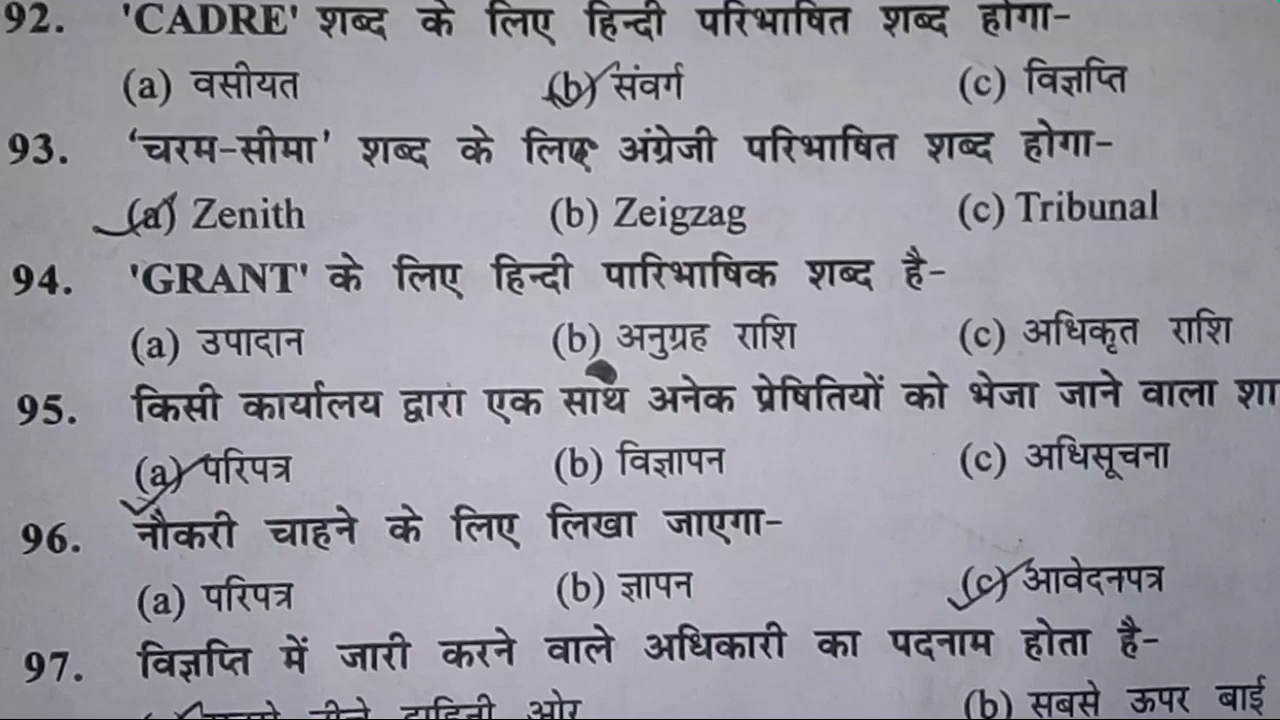 92. 'CADRE' शब्द के लिए हिन्दी परिभाषित शब्द होगा-
(a) वसीयत (b) संवर्ग (c) विज्ञप्ति
93. 'चरम-सीमा' शब्द के लिए अंग्रेजी परिभाषित शब्द होगा-
(a) Zenith (b) Zeigzag (c) Tribunal
94. 'GRANT' के लिए हिन्दी पारिभाषिक शब्द है-
(a) उपादान (b) अनुग्रह राशि (c) अधिकृत राशि
95. किसी कार्यालय द्वारा एक साथ अनेक प्रेषितियों को भेजा जाने वाला शा
(a) परिपत्र (b) विज्ञापन (c) अधिसूचना
96. नौकरी चाहने के लिए लिखा जाएगा-
(a) परिपत्र (b) ज्ञापन (c) आवेदनपत्र
97. विज्ञप्ति में जारी करने वाले अधिकारी का पदनाम होता है-
नीचे दाहिनी ओर (b) सबसे ऊपर बाई